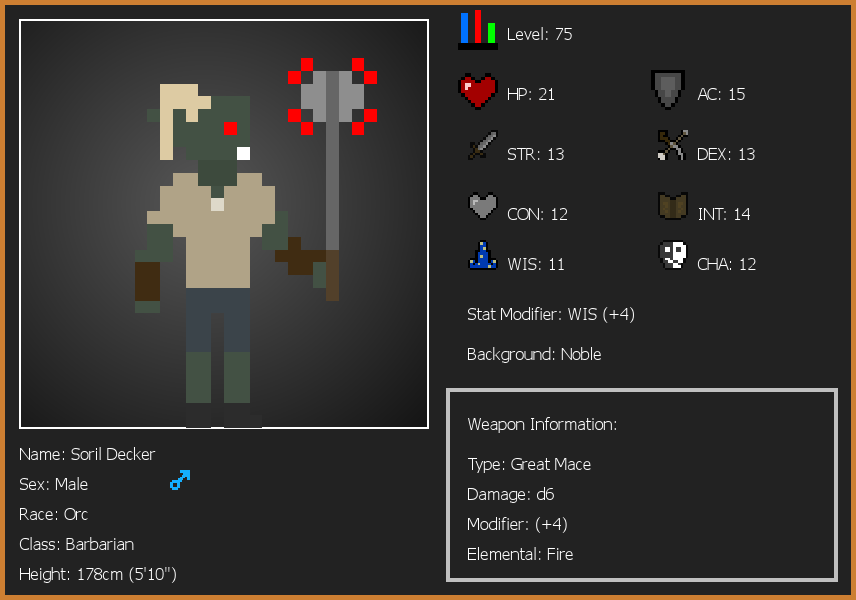 Level: 75
HP: 21
AC: 15
STR: 13
DEX: 13
CON: 12
INT: 14
WIS: 11
CHA: 12
Stat Modifier: WIS (+4)
Background: Noble
Weapon Information:
Type: Great Mace
Damage: d6
Modifier: (+4)
Elemental: Fire
Name: Soril Decker
Sex: Male
Race: Orc
Class: Barbarian
Height: 178cm (5'10")